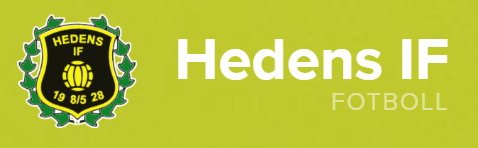 HEDENS
IF
19 8/5 28
Hedens IF
FOTBOLL